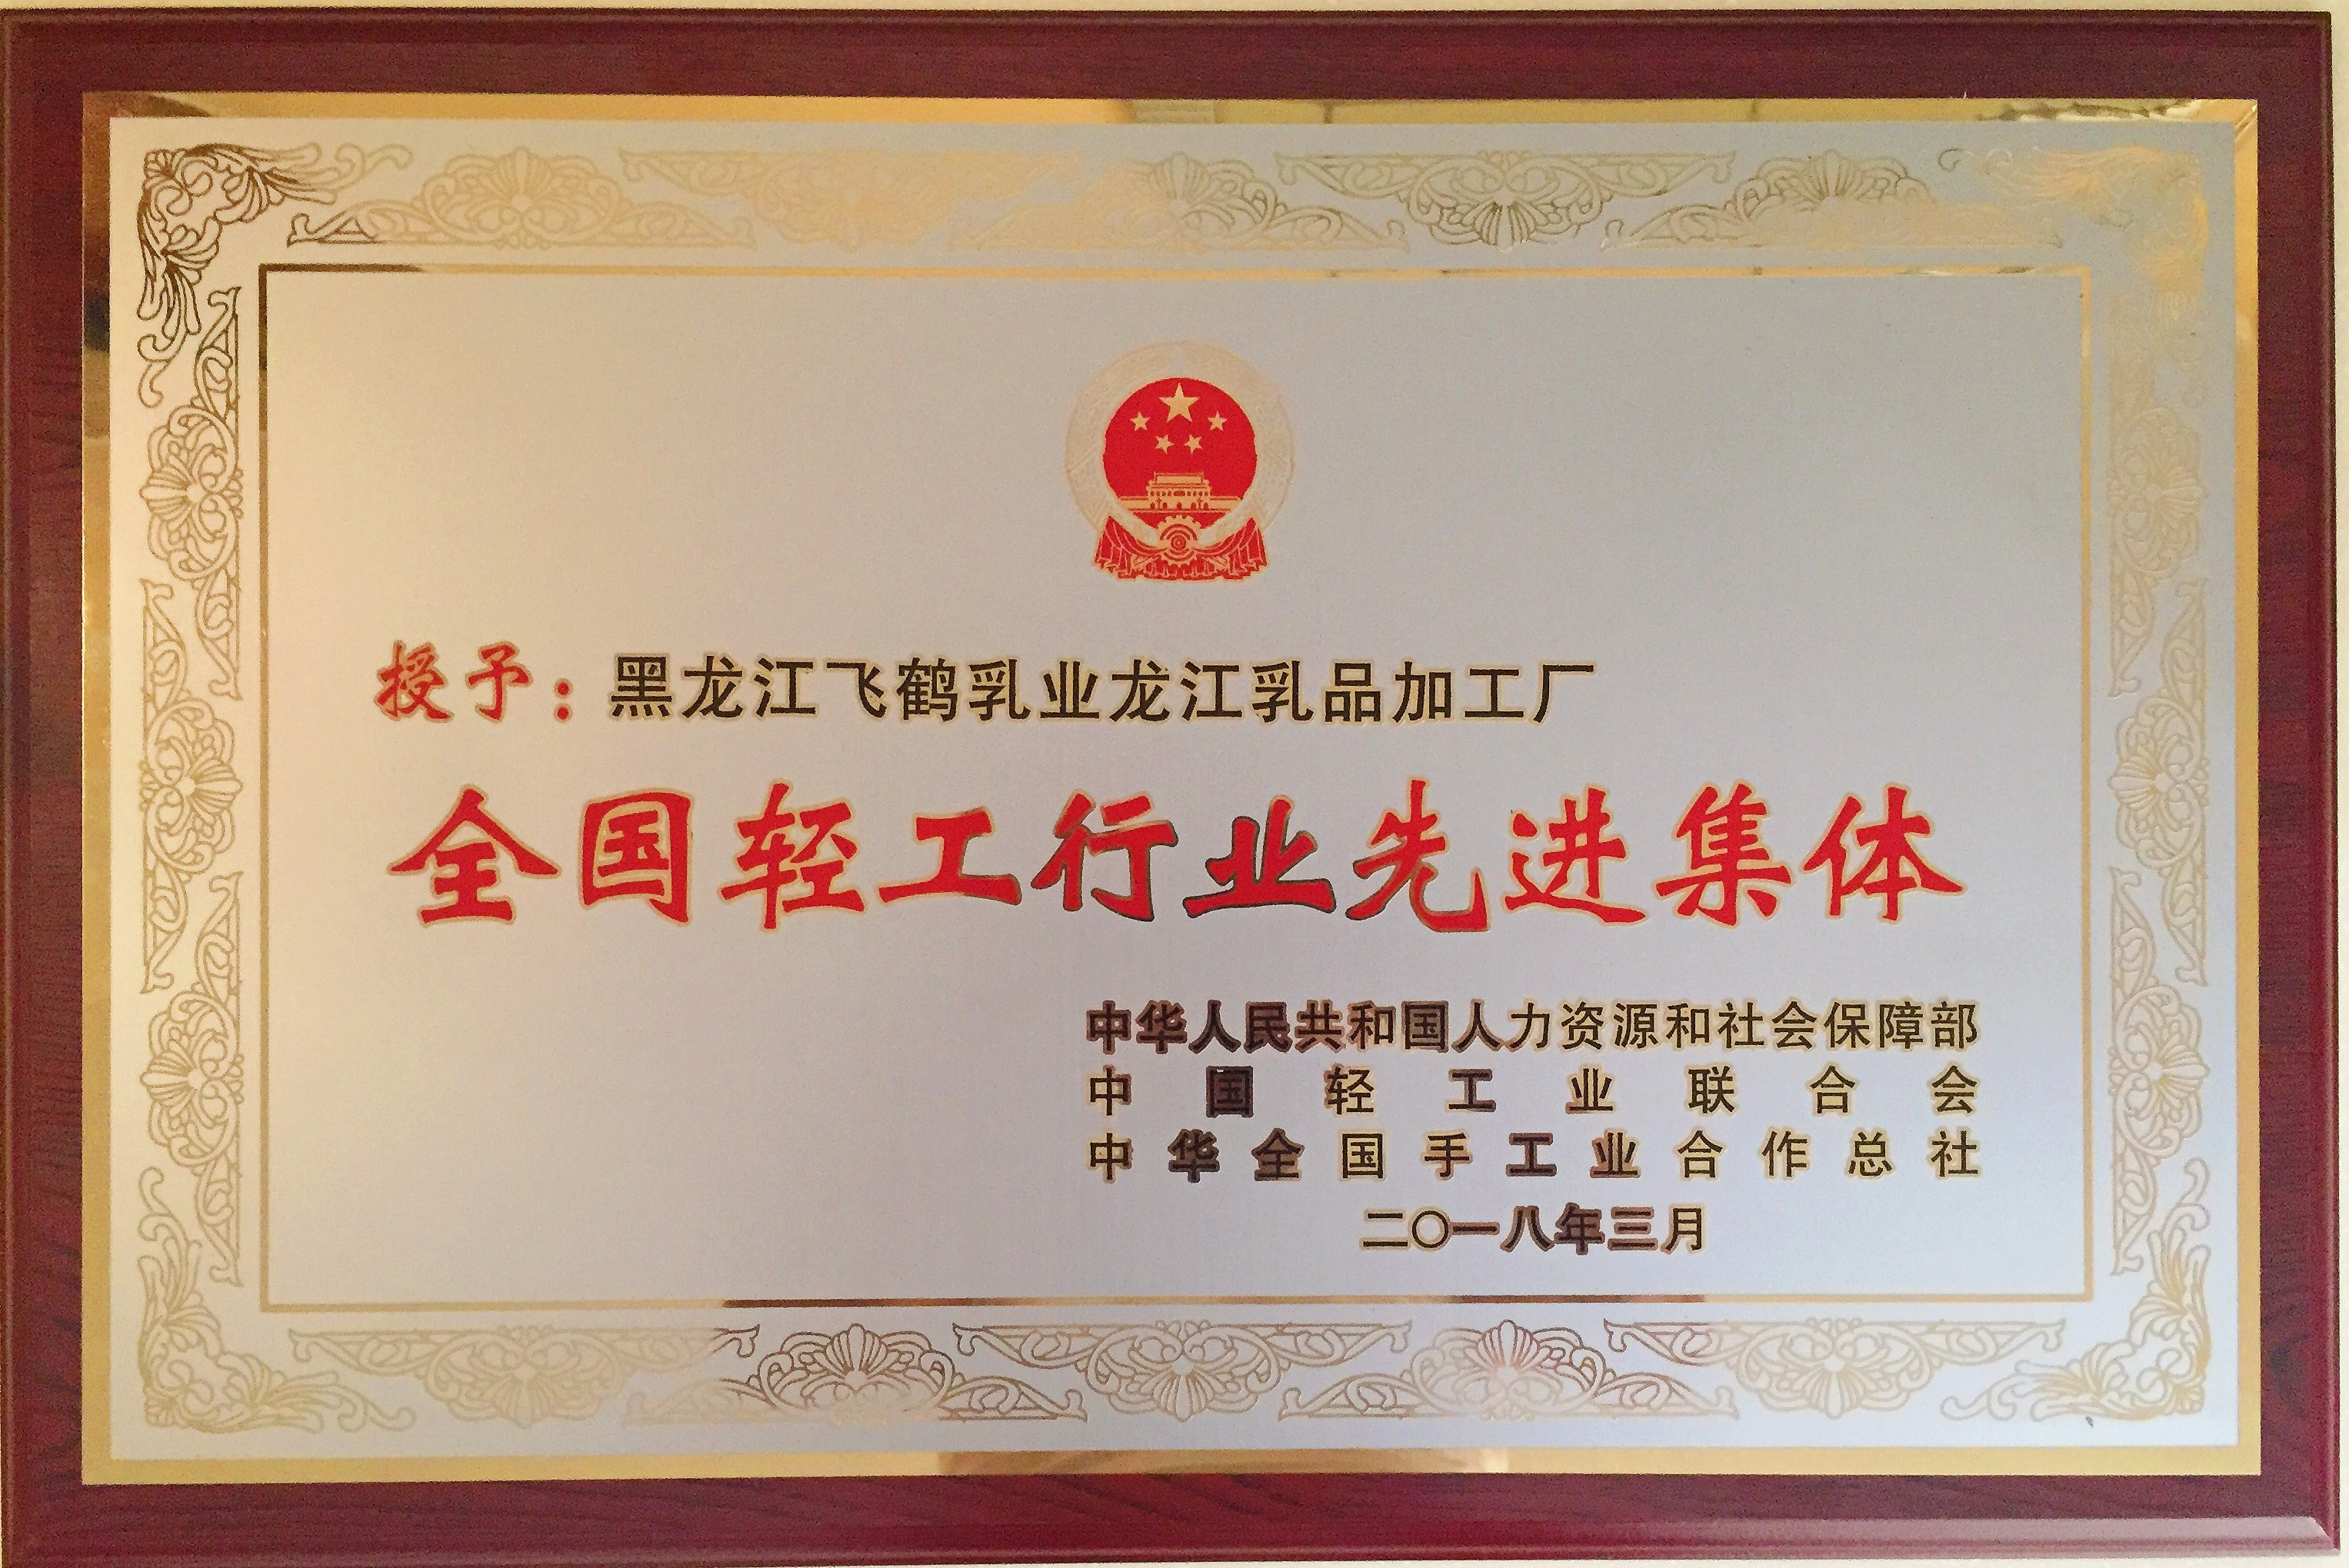 授予：黑龙江飞鹤乳业龙江乳品加工厂
全国轻工行业先进集体
中华人民共和国人力资源和社会保障部
中国轻工业联合会
中华全国手工业合作总社
二〇一八年三月